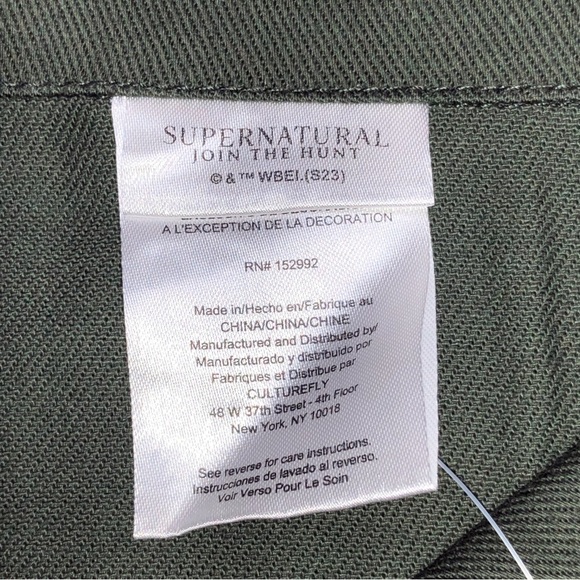 SUPERNATURAL
JOIN THE HUNT
© & ™ WBEI.(S23)
A L'EXCEPTION DE LA DECORATION
RN# 152992
Made in/Hecho en/Fabrique au
CHINA/CHINA/CHINE
Manufactured and Distributed by/
Manufacturado y distribuido por
Fabriques et Distribue par
CULTUREFLY
48 W 37th Street - 4th Floor
New York, NY 10018
See reverse for care instructions.
Instrucciones de lavado al reverso.
Voir Verso Pour Le Soin